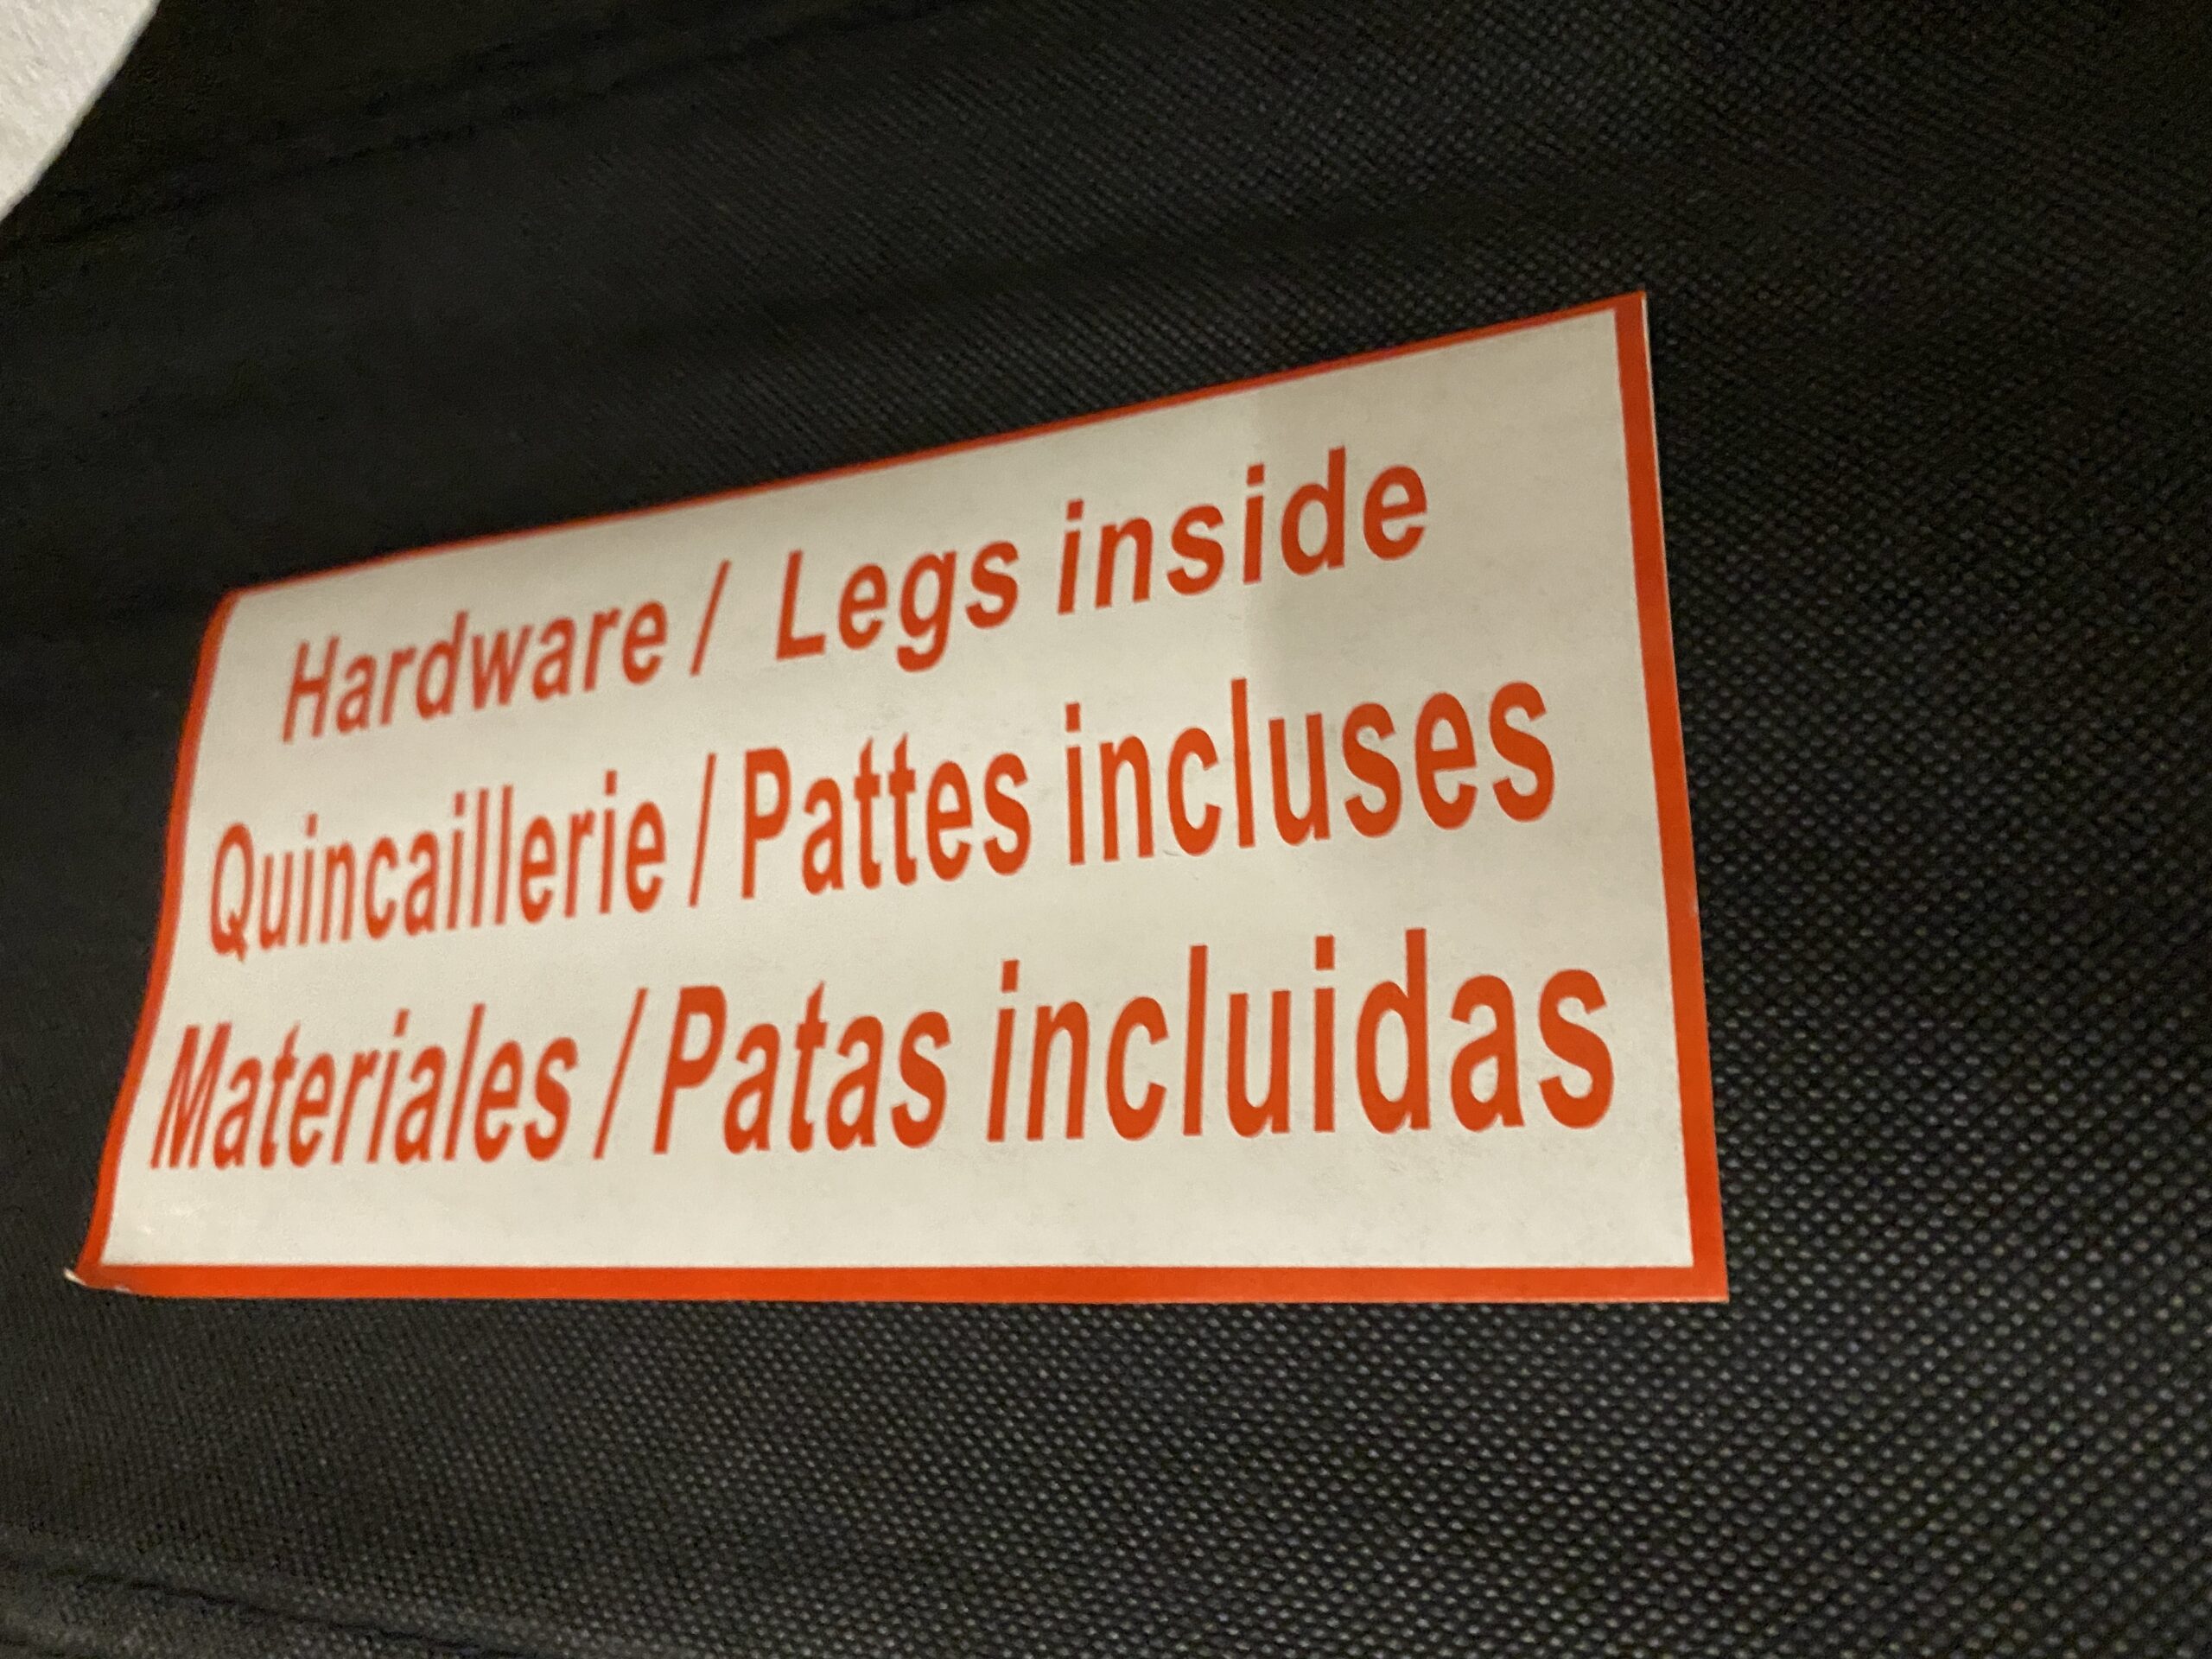 Hardware / Legs inside
Quincaillerie / Pattes incluses
Materiales / Patas incluidas